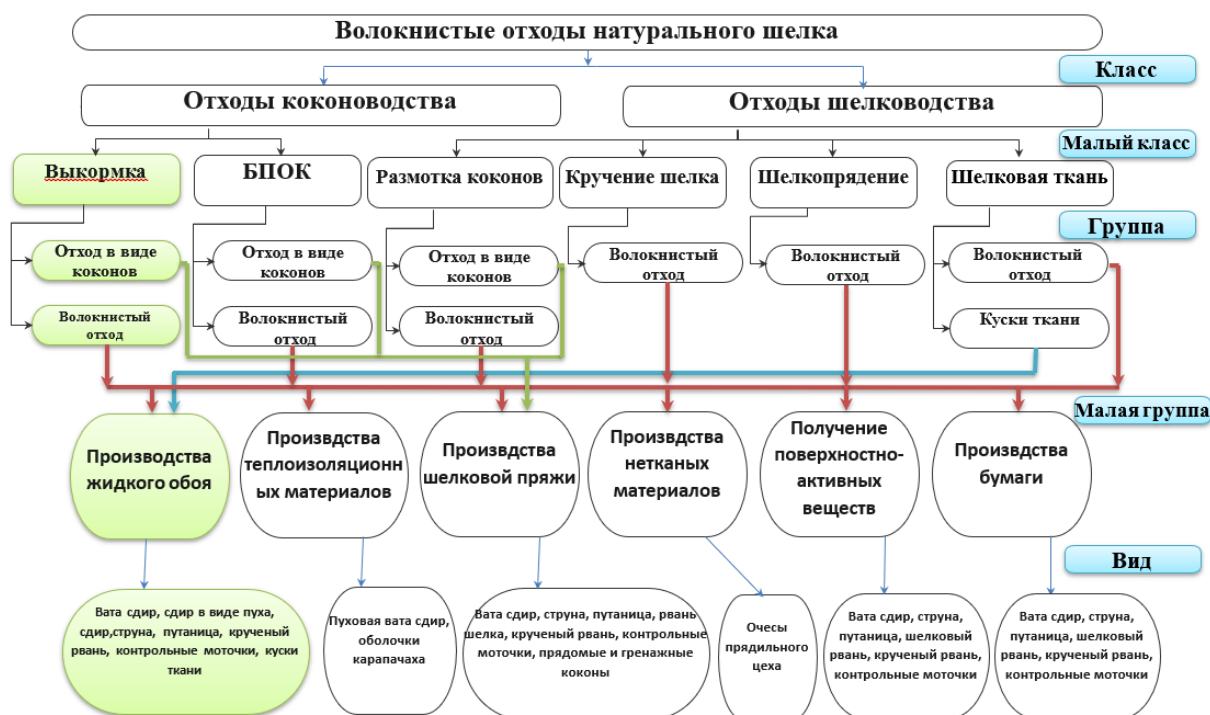 Волокнистые отходы натурального шелка
Класс
Отходы коконоводства
Отходы шелководства
Малый класс
Выкормка
БПОК
Размотка коконов
Кручение шелка
Шелкопрядение
Шелковая ткань
Группа
Отход в виде
коконов
Отход в виде
коконов
Отход в виде
коконов
Волокнистый
отход
Волокнистый
отход
Волокнистый
отход
Волокнистый
отход
Волокнистый
отход
Волокнистый
отход
Куски ткани
Малая группа
Производства
жидкого обоя
Произвдства
теплоизоляционн
ых материалов
Произвдства
шелковой пряжи
Произвдства
нетканых
материалов
Получение
поверхностно-
активных
веществ
Произвдства
бумаги
Вид
Вата сдир, сдир в виде пуха,
сдир,струна, путаница, крученый
рвань, контрольные моточки, куски
ткани
Пуховая вата сдир,
оболочки
карапачаха
Вата сдир, струна, путаница, рвань
шелка, крученый рвань, контрольные
моточки, прядомые и гренажные
коконы
Очесы
прядильного
цеха
Вата сдир, струна,
путаница, шелковый
рвань, крученый рвань,
контрольные моточки
Вата сдир, струна,
путаница, шелковый
рвань, крученый рвань,
контрольные моточки